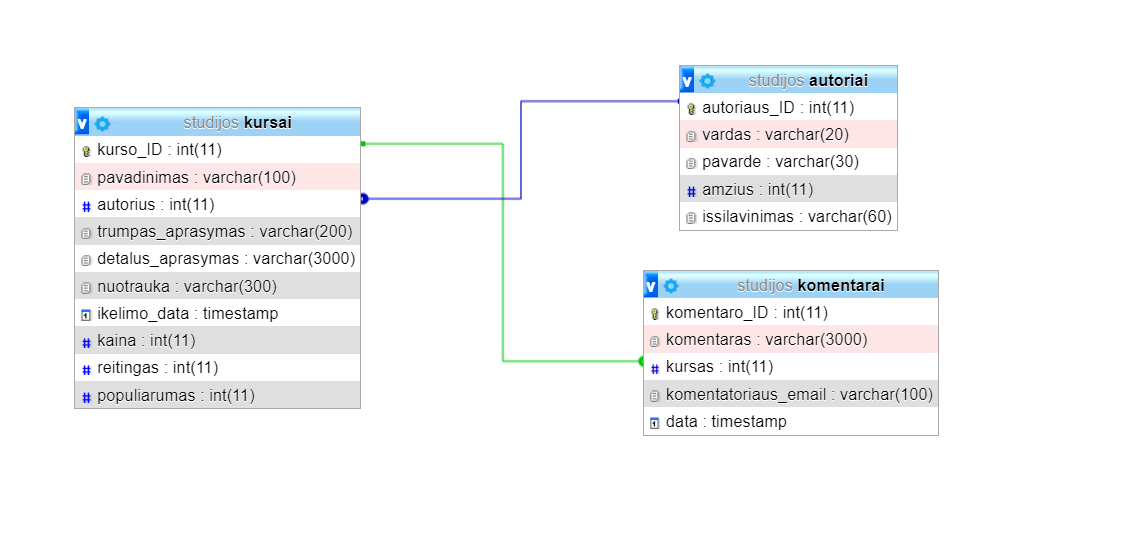 studijos kursai
kurso_ID : int(11)
pavadinimas : varchar(100)
autorius : int(11)
trumpas_aprasymas : varchar(200)
detalus_aprasymas : varchar(3000)
nuotrauka : varchar(300)
ikelimo_data : timestamp
kaina : int(11)
reitingas : int(11)
populiarumas : int(11)
studijos autoriai
autoriaus_ID : int(11)
vardas : varchar(20)
pavarde : varchar(30)
amzius : int(11)
issilavinimas : varchar(60)
studijos komentarai
komentaro_ID : int(11)
komentaras : varchar(3000)
kursas : int(11)
komentatoriaus_email : varchar(100)
data : timestamp